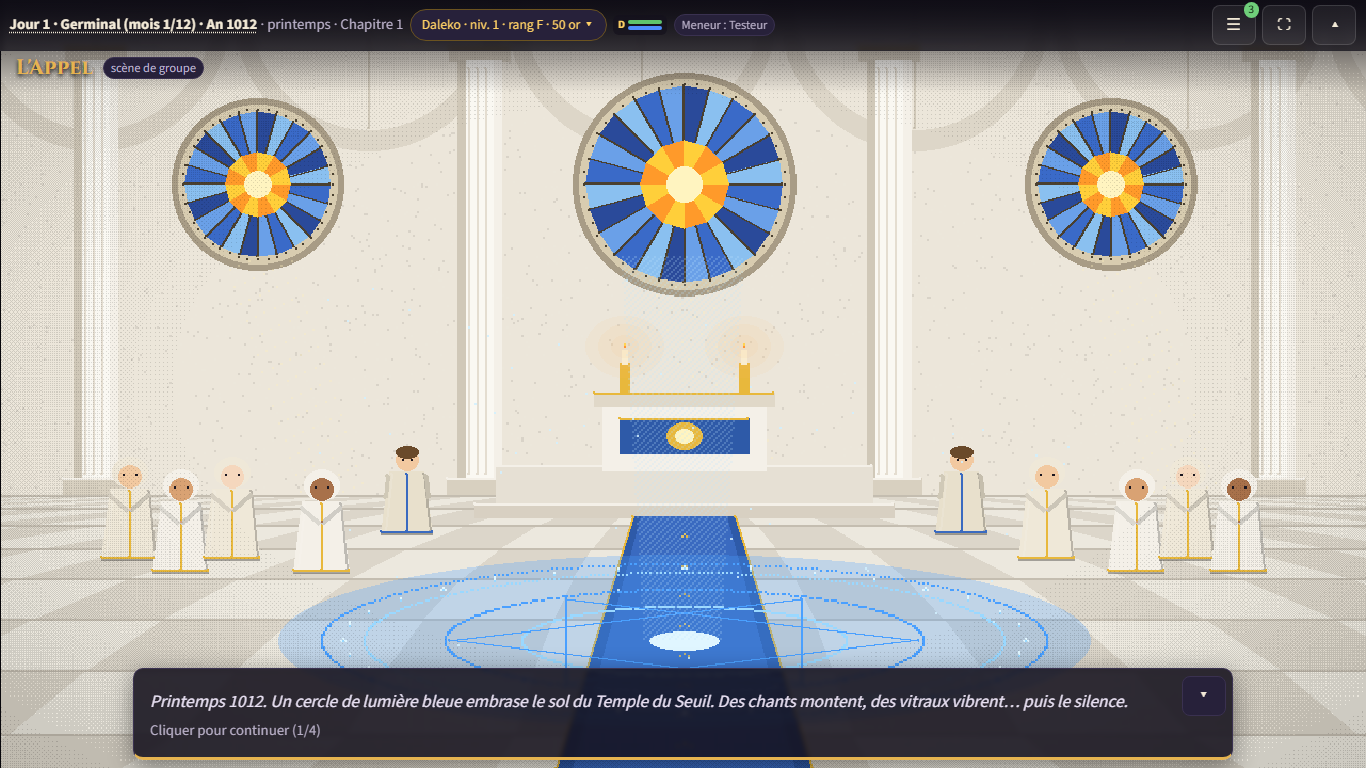 Jour 1 · Germinal (mois 1/12) · An 1012 · printemps · Chapitre 1
Daleko · niv. 1 · rang F · 50 or ▾
D
Meneur : Testeur
3
L'APPEL
scène de groupe
Printemps 1012. Un cercle de lumière bleue embrase le sol du Temple du Seuil. Des chants montent, des vitraux vibrent… puis le silence.
Cliquer pour continuer (1/4)